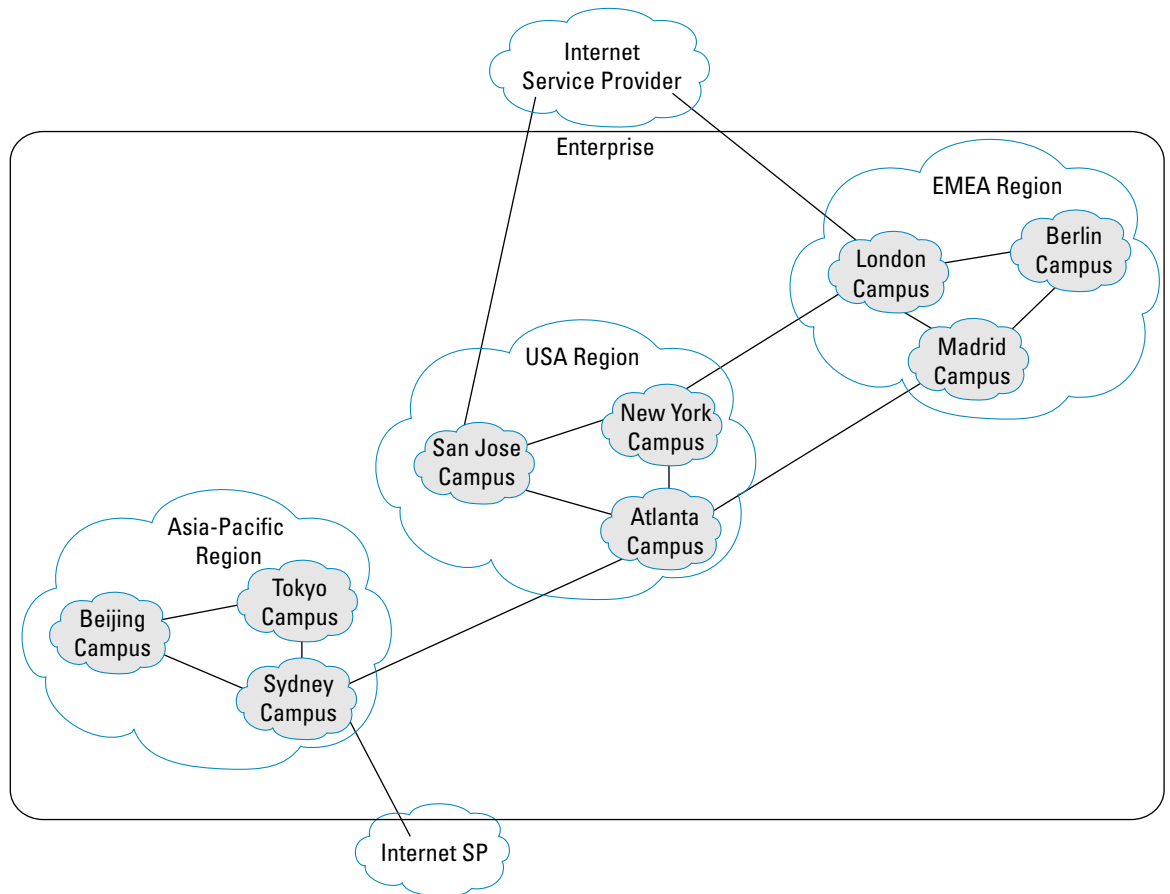 Internet
Service Provider
Enterprise
EMEA Region
London
Campus
Berlin
Campus
Madrid
Campus
USA Region
New York
Campus
San Jose
Campus
Atlanta
Campus
Asia-Pacific
Region
Tokyo
Campus
Beijing
Campus
Sydney
Campus
Internet SP